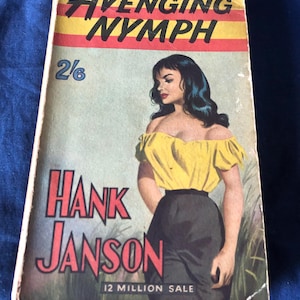 AVENGING
NYMPH
2/6
HANK
JANSON
12 MILLION SALE